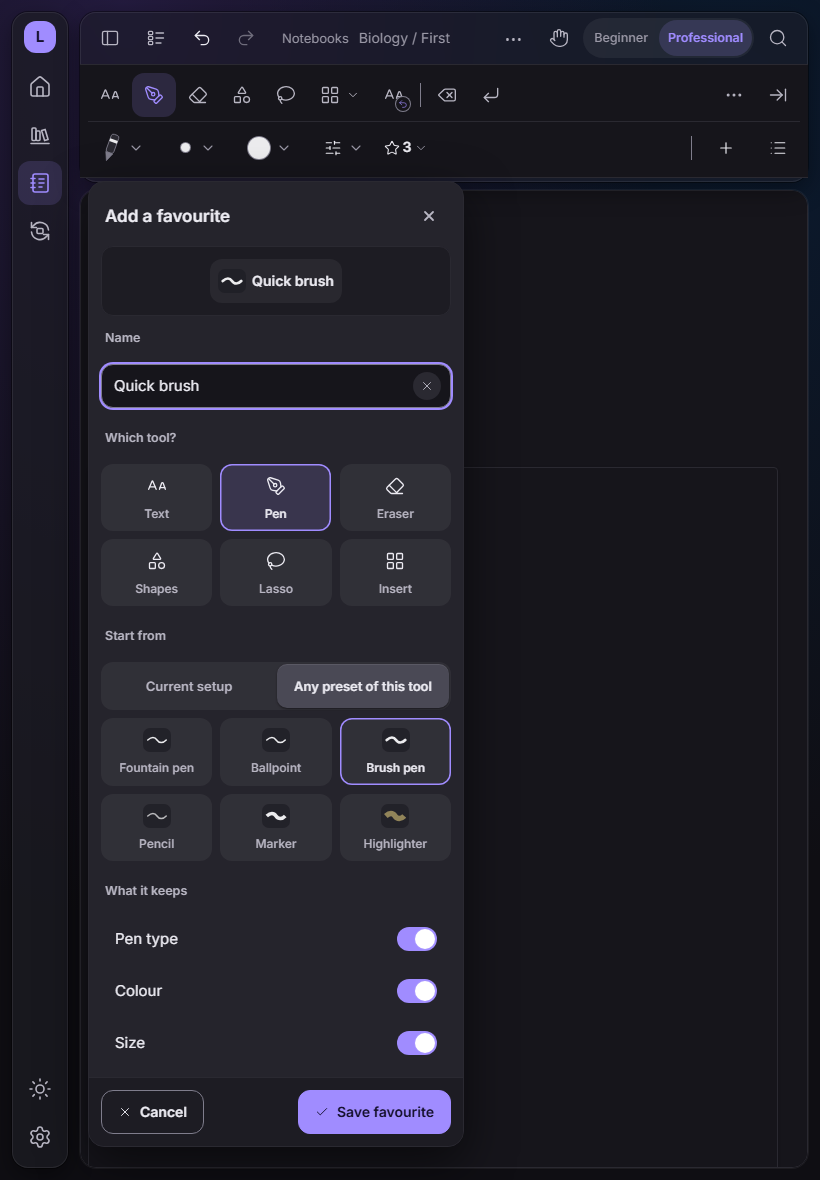 L
Notebooks Biology / First
Beginner Professional
AA
AA
3
Add a favourite
Quick brush
Name
Quick brush
Which tool?
AA
Text Pen Eraser
Shapes Lasso Insert
Start from
Current setup Any preset of this tool
Fountain pen Ballpoint Brush pen
Pencil Marker Highlighter
What it keeps
Pen type
Colour
Size
Cancel Save favourite